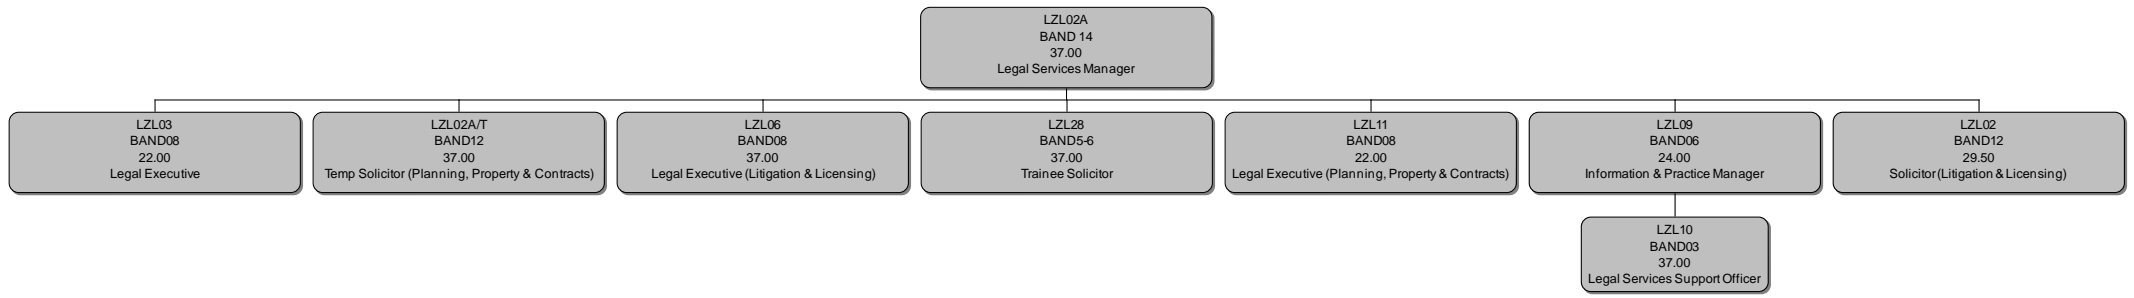 LZL02A
BAND 14
37.00
Legal Services Manager
LZL03
BAND08
22.00
Legal Executive
LZL02A/T
BAND12
37.00
Temp Solicitor (Planning, Property & Contracts)
LZL06
BAND08
37.00
Legal Executive (Litigation & Licensing)
LZL28
BAND5-6
37.00
Trainee Solicitor
LZL11
BAND08
22.00
Legal Executive (Planning, Property & Contracts)
LZL09
BAND06
24.00
Information & Practice Manager
LZL02
BAND12
29.50
Solicitor (Litigation & Licensing)
LZL10
BAND03
37.00
Legal Services Support Officer